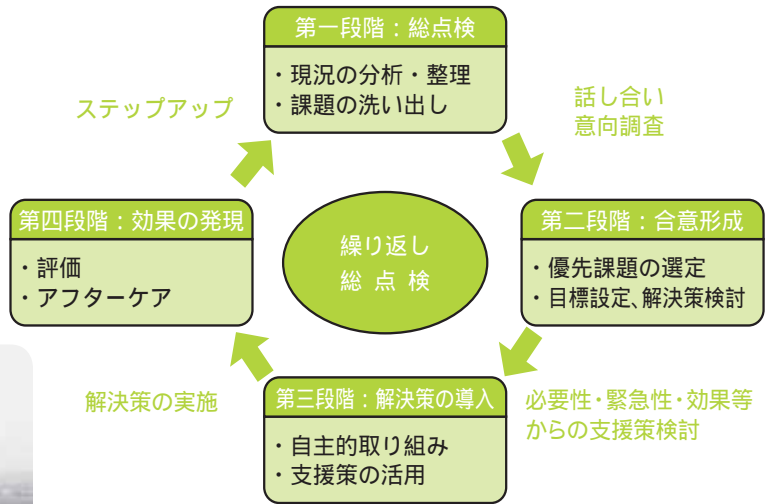 第一段階：総点検
・現況の分析・整理
・課題の洗い出し
話し合い
意向調査
第二段階：合意形成
・優先課題の選定
・目標設定、解決策検討
必要性・緊急性・効果等
からの支援策検討
第三段階：解決策の導入
・自主的取り組み
・支援策の活用
解決策の実施
第四段階：効果の発現
・評価
・アフターケア
ステップアップ
繰り返し
総 点 検